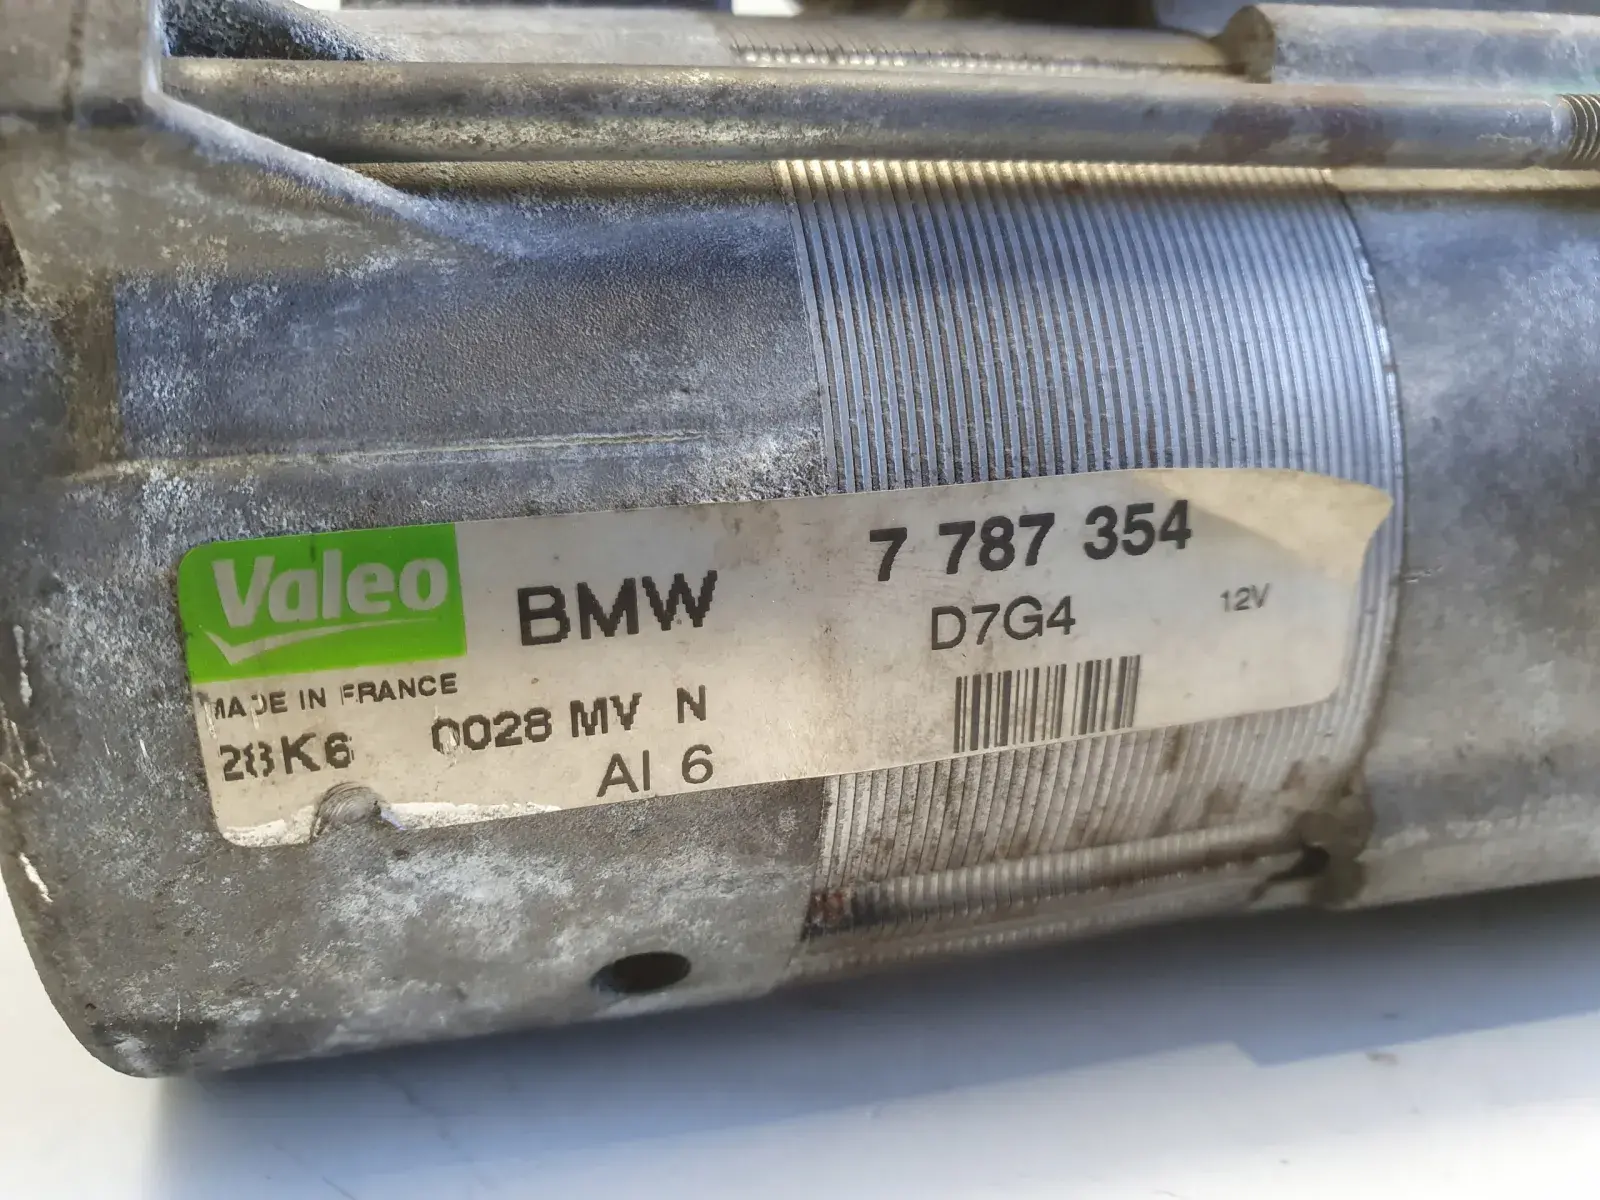 Valeo
BMW
7 787 354
D7G4
12V
MADE IN FRANCE
28K6
0028 MV N
AI 6